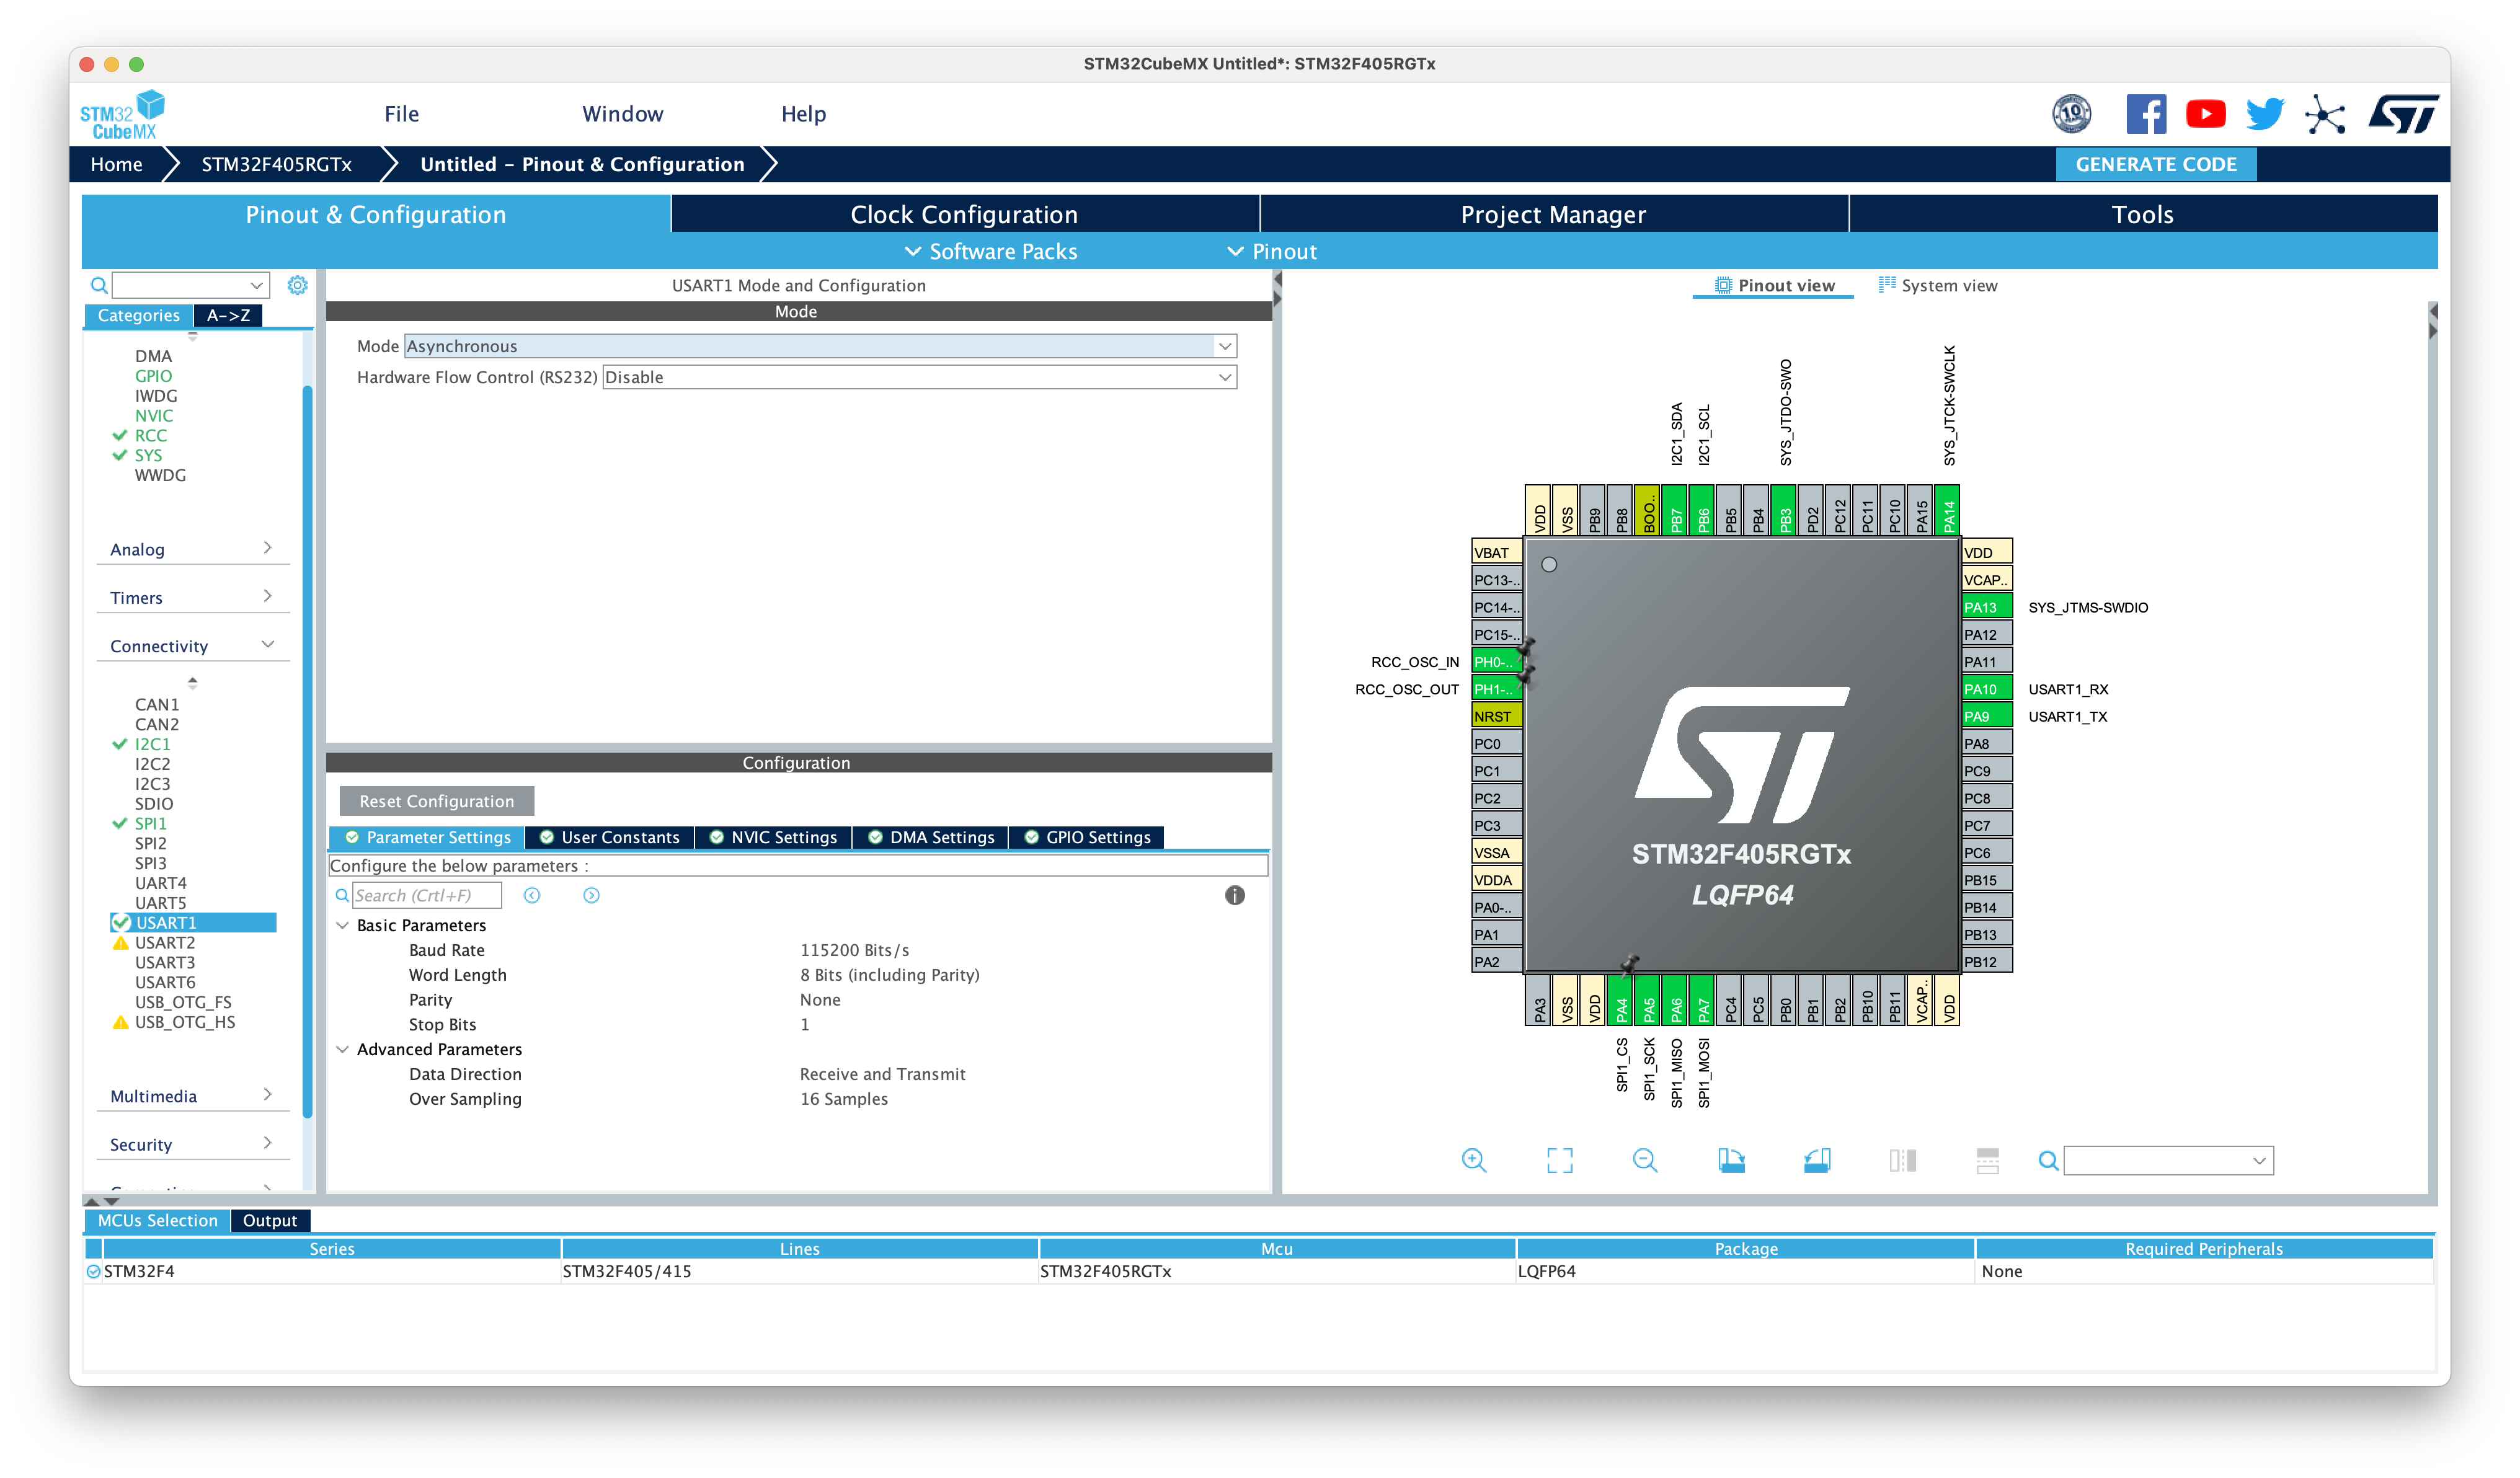 STM32CubeMX Untitled*: STM32F405RGTx
STM32 CubeMX
File
Window
Help
10
Home
STM32F405RGTx
Untitled – Pinout & Configuration
GENERATE CODE
Pinout & Configuration
Clock Configuration
Project Manager
Tools
Software Packs
Pinout
Categories
A->Z
DMA
GPIO
IWDG
NVIC
RCC
SYS
WWDG
Analog
Timers
Connectivity
CAN1
CAN2
I2C1
I2C2
I2C3
SDIO
SPI1
SPI2
SPI3
UART4
UART5
USART1
USART2
USART3
USART6
USB_OTG_FS
USB_OTG_HS
Multimedia
Security
USART1 Mode and Configuration
Mode
Mode Asynchronous
Hardware Flow Control (RS232) Disable
Configuration
Reset Configuration
Parameter Settings
User Constants
NVIC Settings
DMA Settings
GPIO Settings
Configure the below parameters :
Search (Crtl+F)
Basic Parameters
Baud Rate 115200 Bits/s
Word Length 8 Bits (including Parity)
Parity None
Stop Bits 1
Advanced Parameters
Data Direction Receive and Transmit
Over Sampling 16 Samples
Pinout view
System view
I2C1_SDA
I2C1_SCL
SYS_JTDO-SWO
SYS_JTCK-SWCLK
VDD
VSS
PB9
PB8
BOO..
PB7
PB6
PB5
PB4
PB3
PD2
PC12
PC11
PC10
PA15
PA14
VBAT
PC13-..
PC14-..
PC15-..
RCC_OSC_IN PH0-..
RCC_OSC_OUT PH1-..
NRST
PC0
PC1
PC2
PC3
VSSA
VDDA
PA0-..
PA1
PA2
STM32F405RGTx
LQFP64
VDD
VCAP..
PA13 SYS_JTMS-SWDIO
PA12
PA11
PA10 USART1_RX
PA9 USART1_TX
PA8
PC9
PC8
PC7
PC6
PB15
PB14
PB13
PB12
PA3
VSS
VDD
PA4
PA5
PA6
PA7
PC4
PC5
PB0
PB1
PB2
PB10
PB11
VCAP..
VDD
SPI1_CS
SPI1_SCK
SPI1_MISO
SPI1_MOSI
MCUs Selection
Output
Series Lines Mcu Package Required Peripherals
STM32F4 STM32F405/415 STM32F405RGTx LQFP64 None